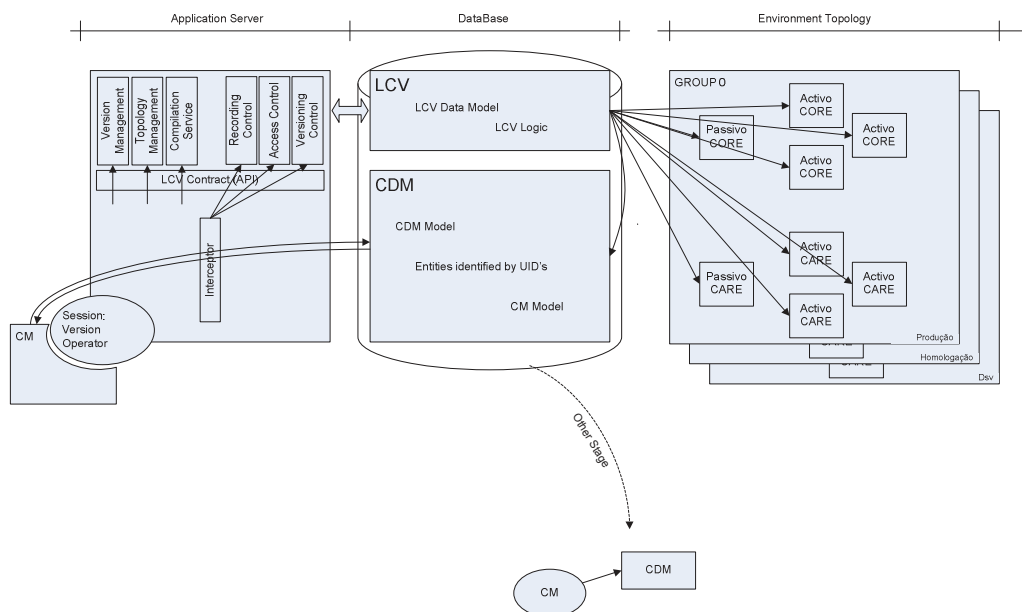 Application Server
DataBase
Environment Topology
Version
Management
Topology
Management
Compilation
Service
Recording
Control
Access Control
Versioning
Control
LCV Contract (API)
Interceptor
Session:
Version
Operator
CM
LCV
LCV Data Model
LCV Logic
CDM
CDM Model
Entities identified by UID's
CM Model
GROUP 0
Activo
CORE
Passivo
CORE
Activo
CORE
Activo
CORE
Activo
CARE
Passivo
CARE
Activo
CARE
Activo
CARE
Produção
CARE
Homologação
CARE
Dsv
Other Stage
CM
CDM